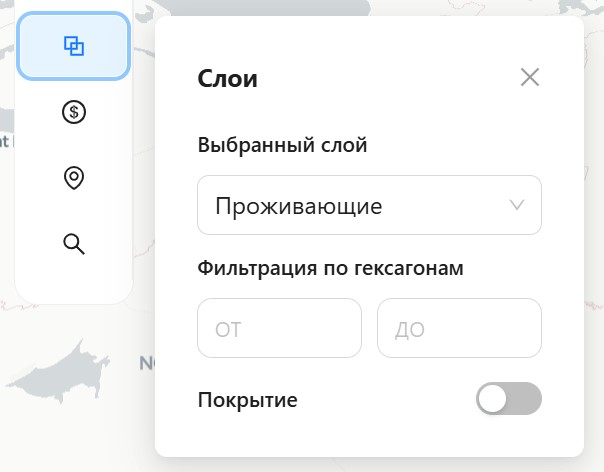 Слои
Выбранный слой
Проживающие
Фильтрация по гексагонам
от
до
Покрытие